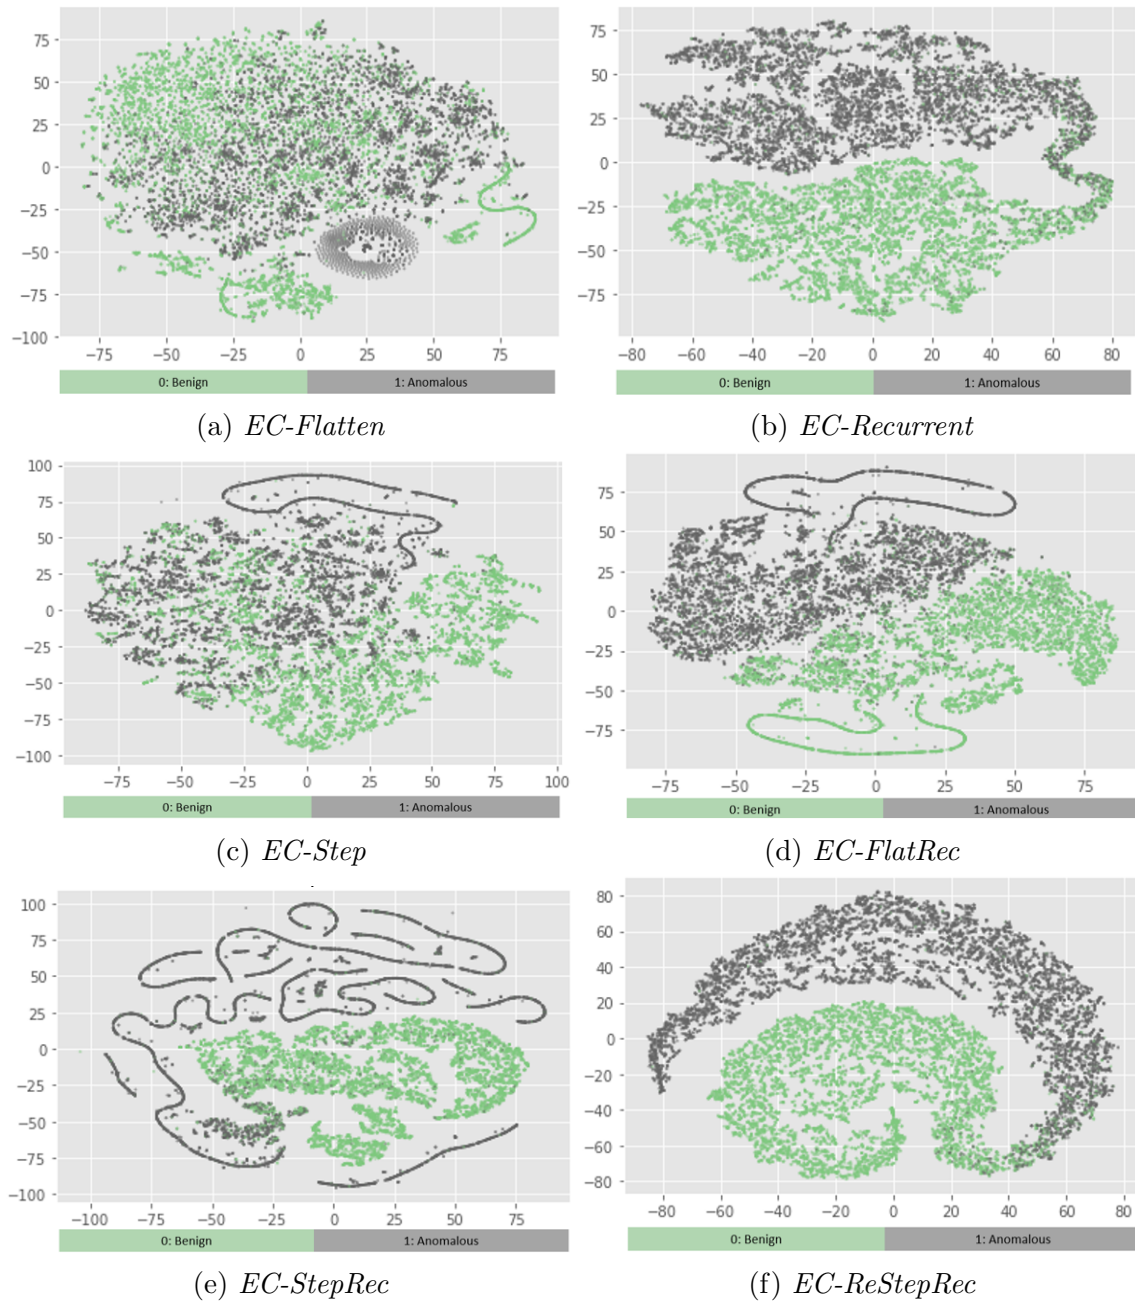 75
50
25
0
−25
−50
−75
−100
−75 −50 −25 0 25 50 75
0: Benign 1: Anomalous
(a) EC-Flatten
75
50
25
0
−25
−50
−75
−80 −60 −40 −20 0 20 40 60 80
0: Benign 1: Anomalous
(b) EC-Recurrent
100
75
50
25
0
−25
−50
−75
−100
−75 −50 −25 0 25 50 75 100
0: Benign 1: Anomalous
(c) EC-Step
75
50
25
0
−25
−50
−75
−75 −50 −25 0 25 50 75
0: Benign 1: Anomalous
(d) EC-FlatRec
100
75
50
25
0
−25
−50
−75
−100
−100 −75 −50 −25 0 25 50 75
0: Benign 1: Anomalous
(e) EC-StepRec
80
60
40
20
0
−20
−40
−60
−80
−80 −60 −40 −20 0 20 40 60 80
0: Benign 1: Anomalous
(f) EC-ReStepRec